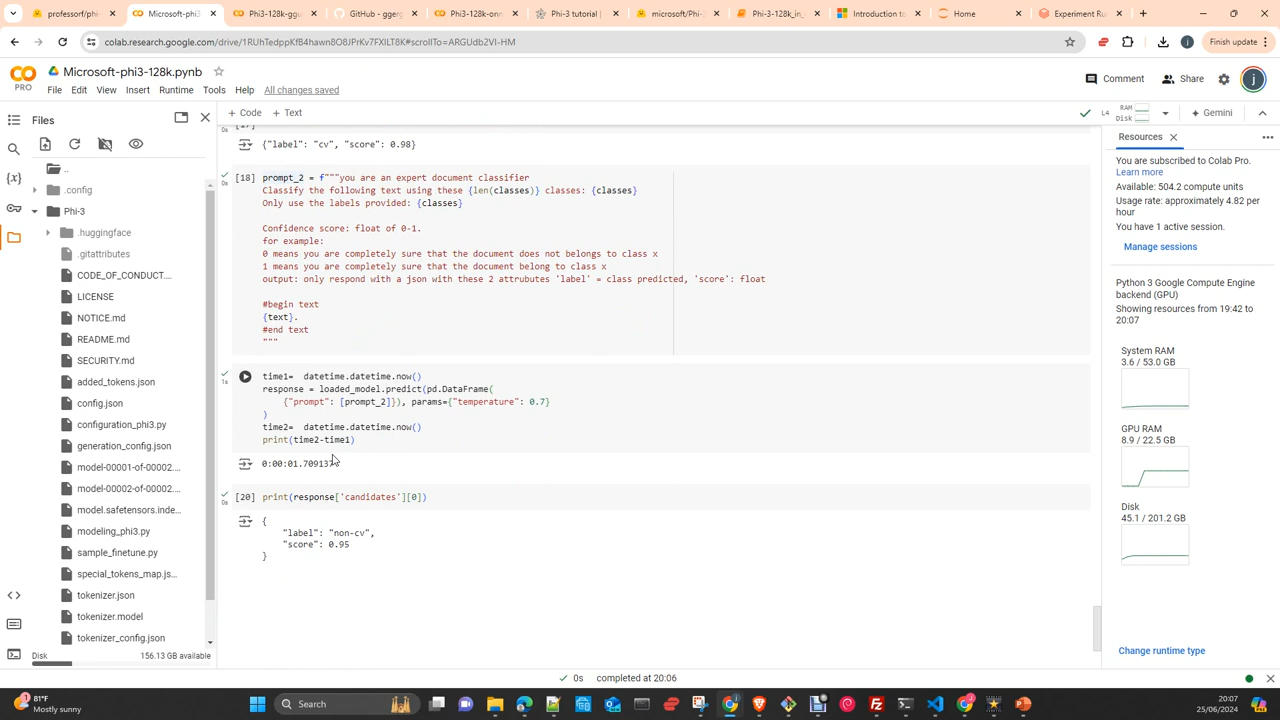 professorf/phi
Microsoft-phi3
Phi3-128k-ggu
GitHub - ggerg
Phi3-128k-onn
Phi-3 tutorial |
microsoft/Phi-
Phi3-128k_in_
Introduction to
Home
Experiment Ru
colab.research.google.com/drive/1RUhTedppKfB4hawn8O8JPrKv7FXILT8K#scrollTo=ARGUdb2VI-HM
Finish update
PRO
Microsoft-phi3-128k.pynb
File Edit View Insert Runtime Tools Help All changes saved
Comment
Share
j
Files
+ Code + Text
L4
RAM
Disk
Gemini
..
.config
Phi-3
.huggingface
.gitattributes
CODE_OF_CONDUCT....
LICENSE
NOTICE.md
README.md
SECURITY.md
added_tokens.json
config.json
configuration_phi3.py
generation_config.json
model-00001-of-00002...
model-00002-of-00002...
model.safetensors.inde...
modeling_phi3.py
sample_finetune.py
special_tokens_map.js...
tokenizer.json
tokenizer.model
tokenizer_config.json
Disk 156.13 GB available
[17]
0s
{"label": "cv", "score": 0.98}
[18] prompt_2 = f"""you are an expert document classifier
0s
Classify the following text using these {len(classes)} classes: {classes}
Only use the labels provided: {classes}
Confidence score: float of 0-1.
for example:
0 means you are completely sure that the document does not belongs to class x
1 means you are completely sure that the document belong to class x
output: only respond with a json with these 2 attrubutes 'label' = class predicted, 'score': float
#begin text
{text}.
#end text
"""
1s
time1= datetime.datetime.now()
response = loaded_model.predict(pd.DataFrame(
{"prompt": [prompt_2]}), params={"temperature": 0.7}
)
time2= datetime.datetime.now()
print(time2-time1)
[20] print(response['candidates'][0])
0s
{
"label": "non-cv",
"score": 0.95
}
Resources
You are subscribed to Colab Pro.
Learn more
Available: 504.2 compute units
Usage rate: approximately 4.82 per
hour
You have 1 active session.
Manage sessions
Python 3 Google Compute Engine
backend (GPU)
Showing resources from 19:42 to
20:07
System RAM
3.6 / 53.0 GB
GPU RAM
8.9 / 22.5 GB
Disk
45.1 / 201.2 GB
Change runtime type
0s completed at 20:06
81°F
Mostly sunny
Search
20:07
25/06/2024